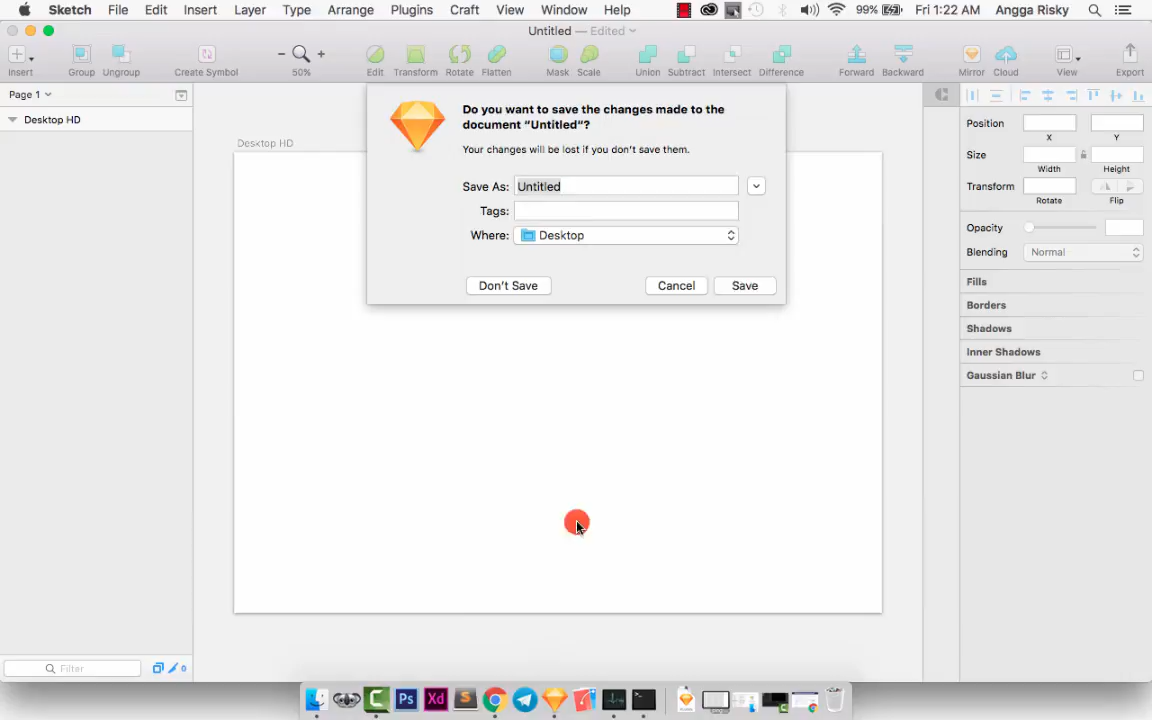 Sketch File Edit Insert Layer Type Arrange Plugins Craft View Window Help 99% Fri 1:22 AM Angga Risky
Untitled — Edited
Insert Group Ungroup Create Symbol 50% Edit Transform Rotate Flatten Mask Scale Union Subtract Intersect Difference Forward Backward Mirror Cloud View Export
Page 1
Desktop HD
Desktop HD
Do you want to save the changes made to the
document “Untitled”?
Your changes will be lost if you don’t save them.
Save As: Untitled
Tags:
Where: Desktop
Don’t Save Cancel Save
Position
X Y
Size
Width Height
Transform
Rotate Flip
Opacity
Blending Normal
Fills
Borders
Shadows
Inner Shadows
Gaussian Blur
Filter 0
Ps Xd S